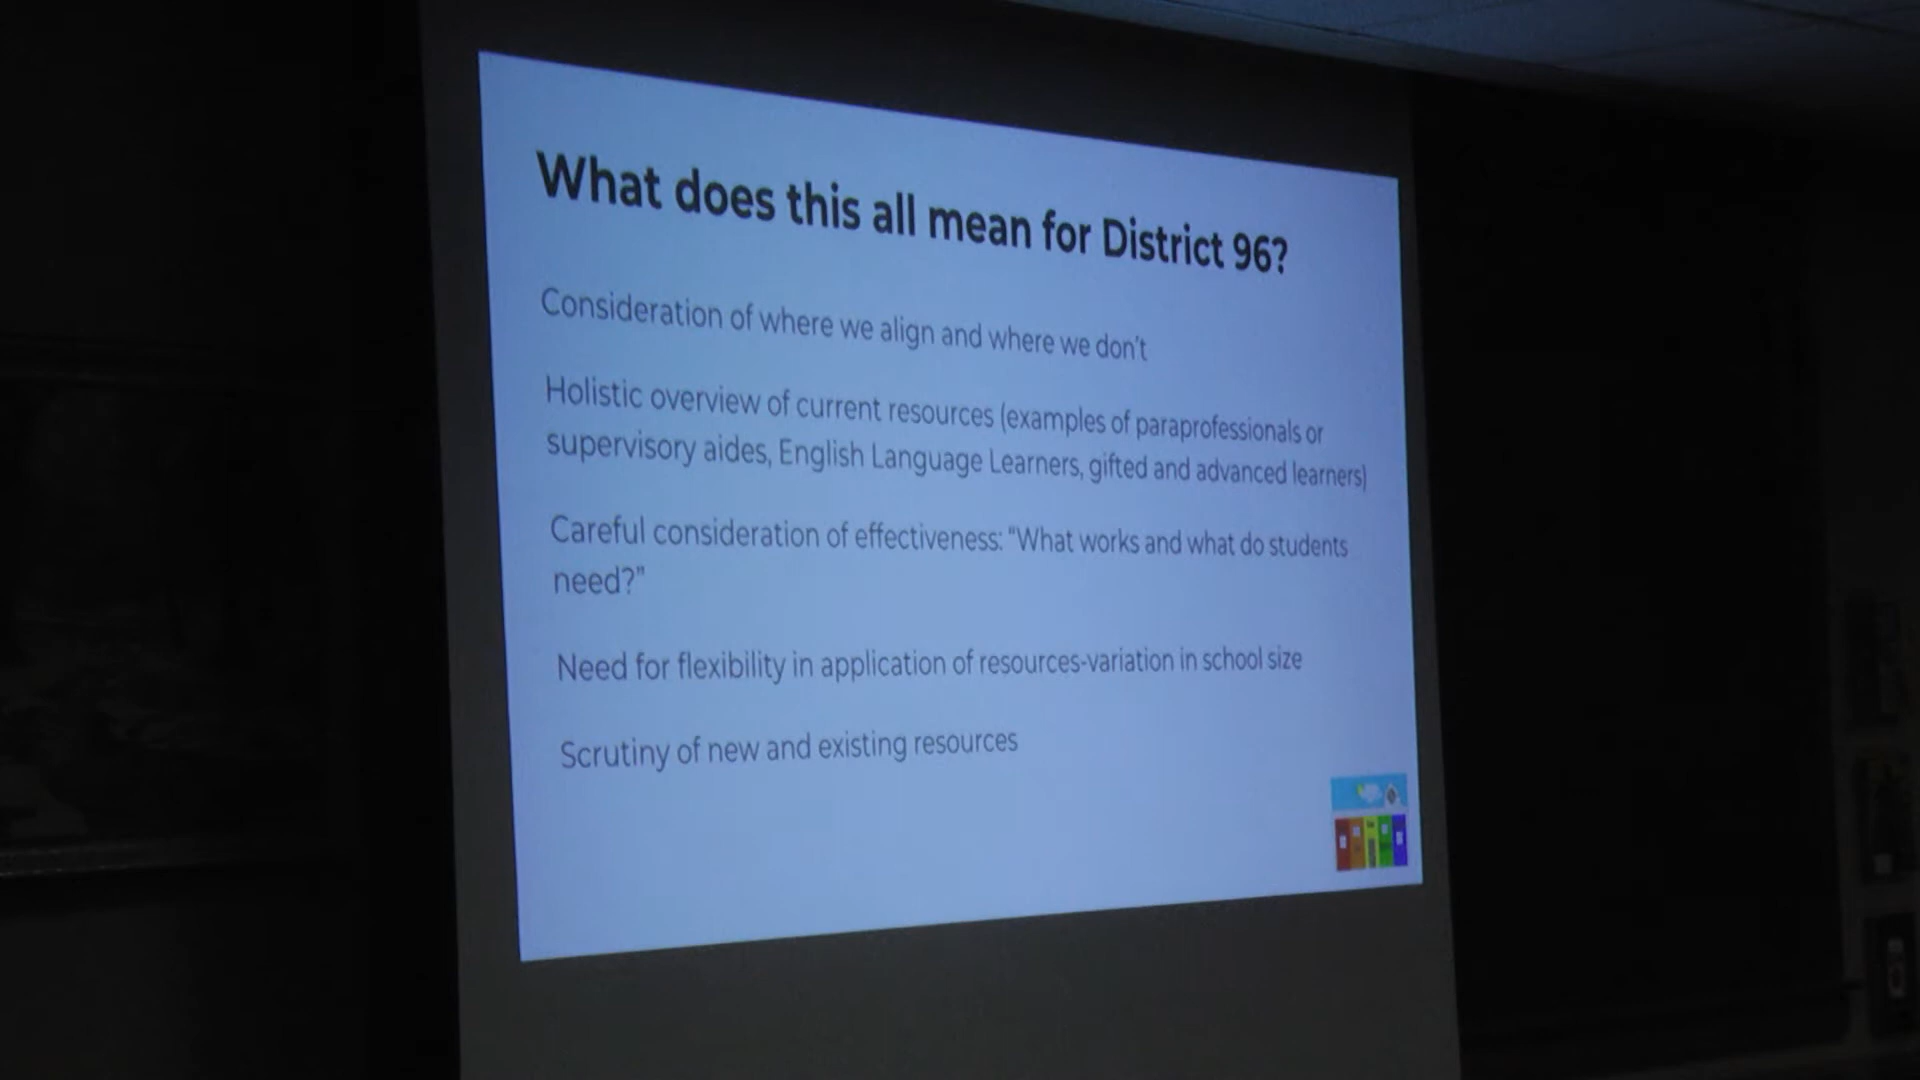 What does this all mean for District 96?
Consideration of where we align and where we don't
Holistic overview of current resources (examples of paraprofessionals or
supervisory aides, English Language Learners, gifted and advanced learners)
Careful consideration of effectiveness: "What works and what do students
need?"
Need for flexibility in application of resources-variation in school size
Scrutiny of new and existing resources